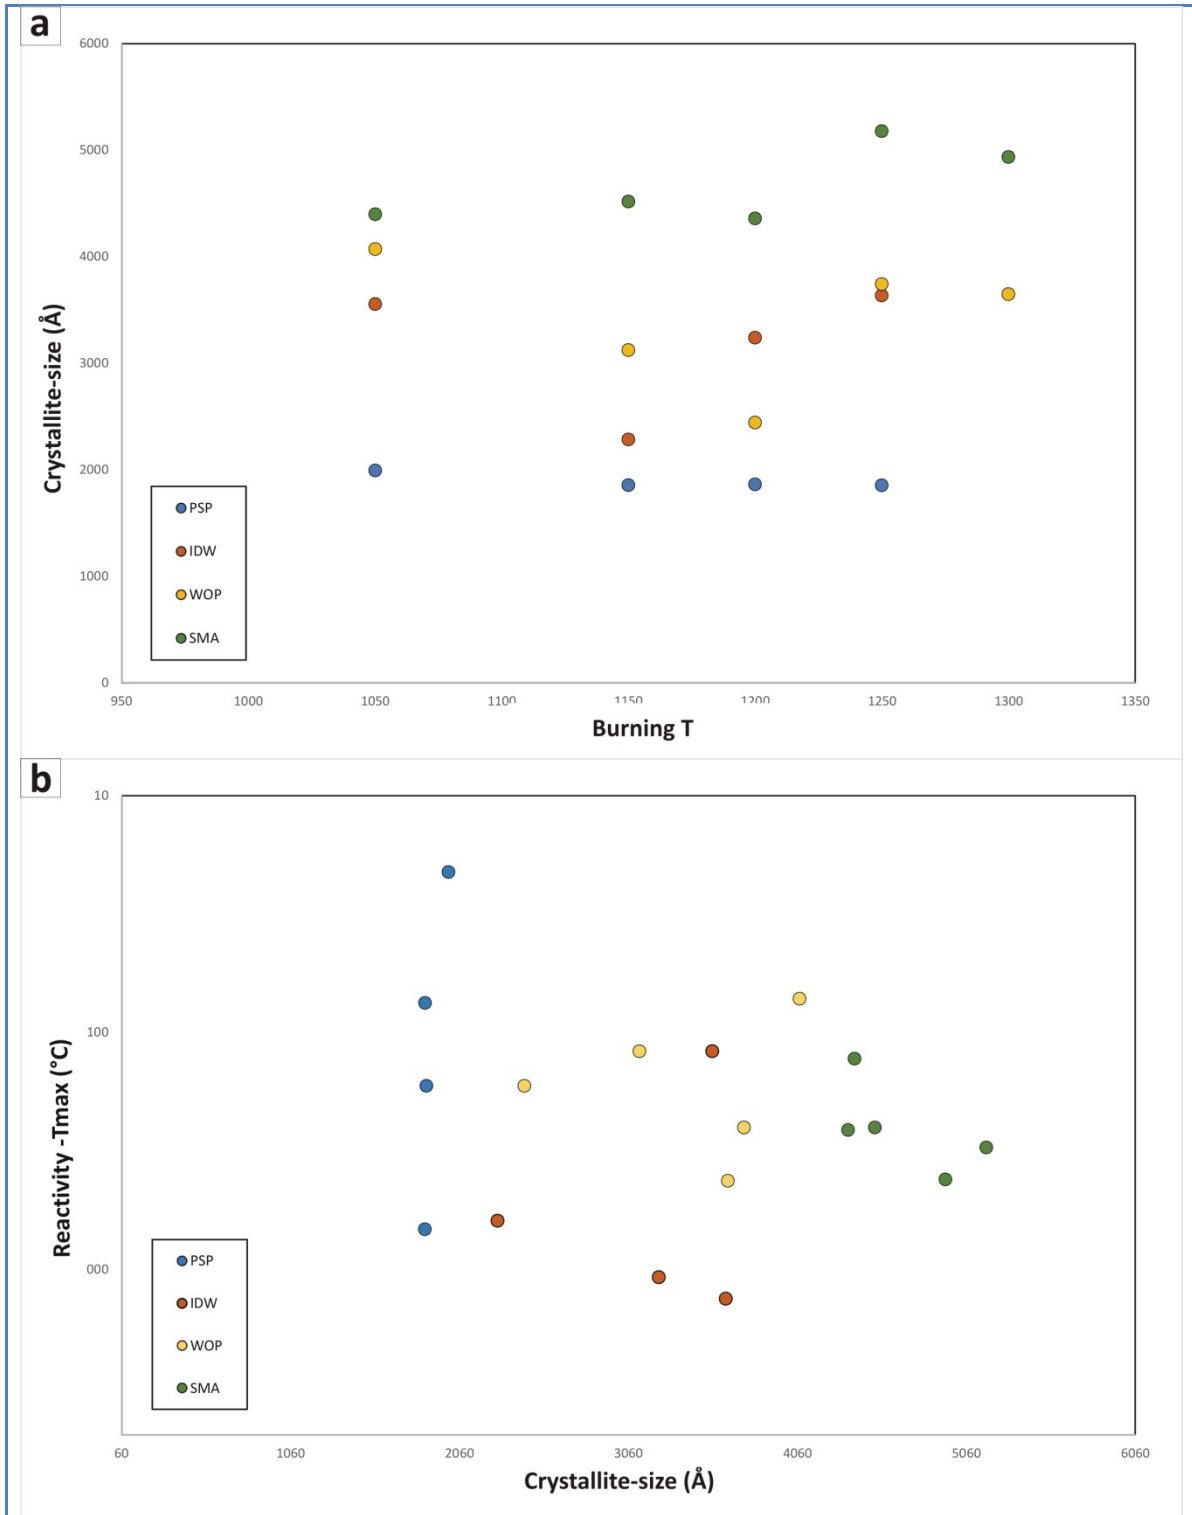 a
6000
5000
4000
3000
2000
1000
0
Crystallite-size (Å)
PSP
IDW
WOP
SMA
950 1000 1050 1100 1150 1200 1250 1300 1350
Burning T
b
10
100
000
Reactivity -Tmax (°C)
PSP
IDW
WOP
SMA
60 1060 2060 3060 4060 5060 6060
Crystallite-size (Å)